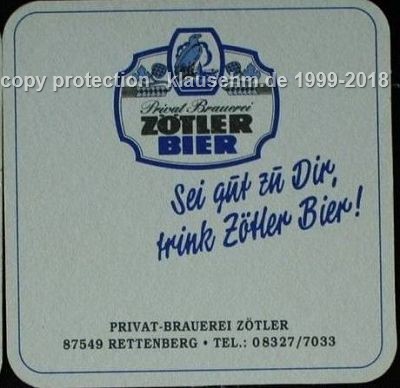 copy protection - klausehm.de 1999-2018
Privat Brauerei
ZÖTLER
BIER
Sei gut zu Dir,
trink Zötler Bier!
PRIVAT-BRAUEREI ZÖTLER
87549 RETTENBERG • TEL.: 08327/7033